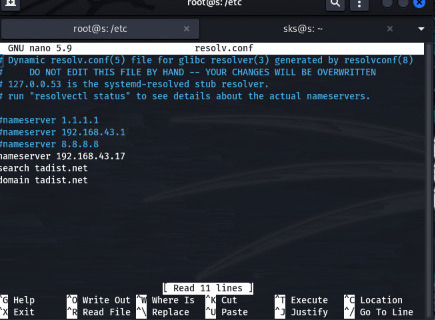 root@s: /etc
root@s: /etc × sks@s: ~ ×
GNU nano 5.9 resolv.conf
# Dynamic resolv.conf(5) file for glibc resolver(3) generated by resolvconf(8)
# DO NOT EDIT THIS FILE BY HAND -- YOUR CHANGES WILL BE OVERWRITTEN
# 127.0.0.53 is the systemd-resolved stub resolver.
# run "resolvectl status" to see details about the actual nameservers.
#nameserver 1.1.1.1
#nameserver 192.168.43.1
#nameserver 8.8.8.8
nameserver 192.168.43.17
search tadist.net
domain tadist.net
[ Read 11 lines ]
^G Help ^O Write Out ^W Where Is ^K Cut ^T Execute ^C Location
^X Exit ^R Read File ^\ Replace ^U Paste ^J Justify ^/ Go To Line